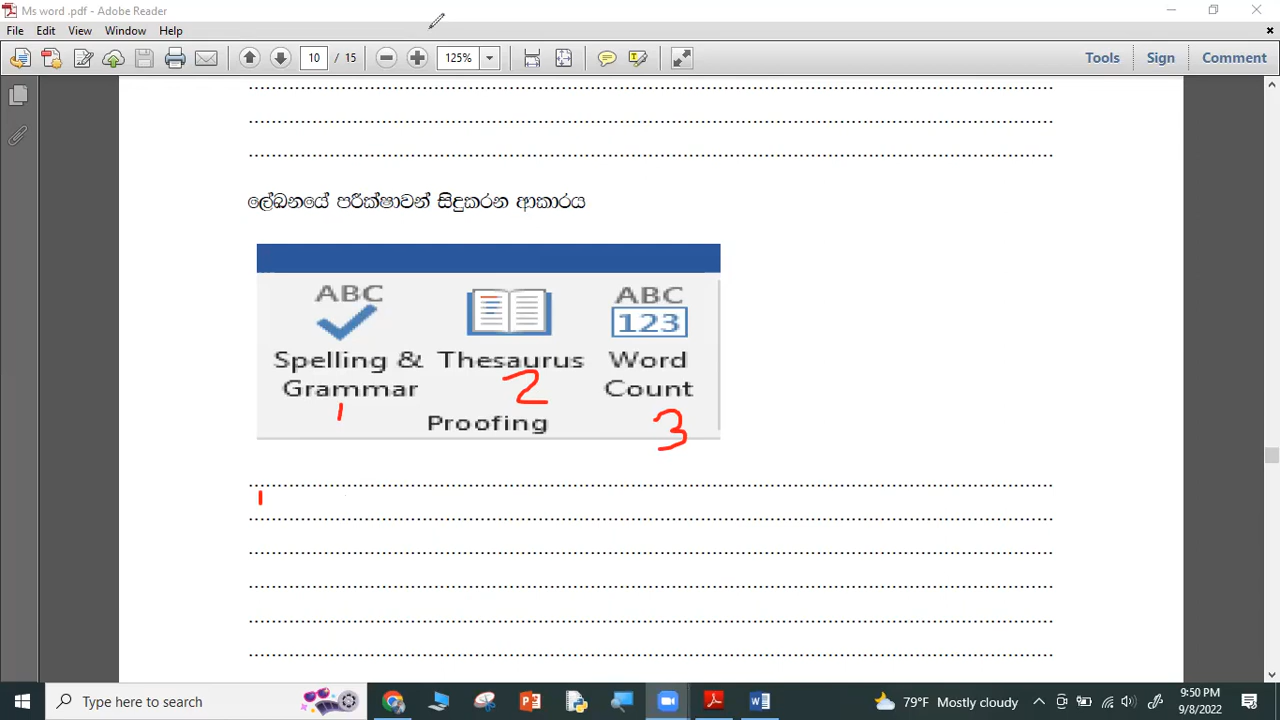 Ms word .pdf - Adobe Reader
File Edit View Window Help
10 / 15 125% Tools Sign Comment
ලේඛනයේ පරීක්ෂාවන් සිදුකරන ආකාරය
ABC ABC
123
Spelling & Thesaurus Word
Grammar 2 Count
1 Proofing 3
1
Type here to search 79°F Mostly cloudy 9:50 PM
9/8/2022